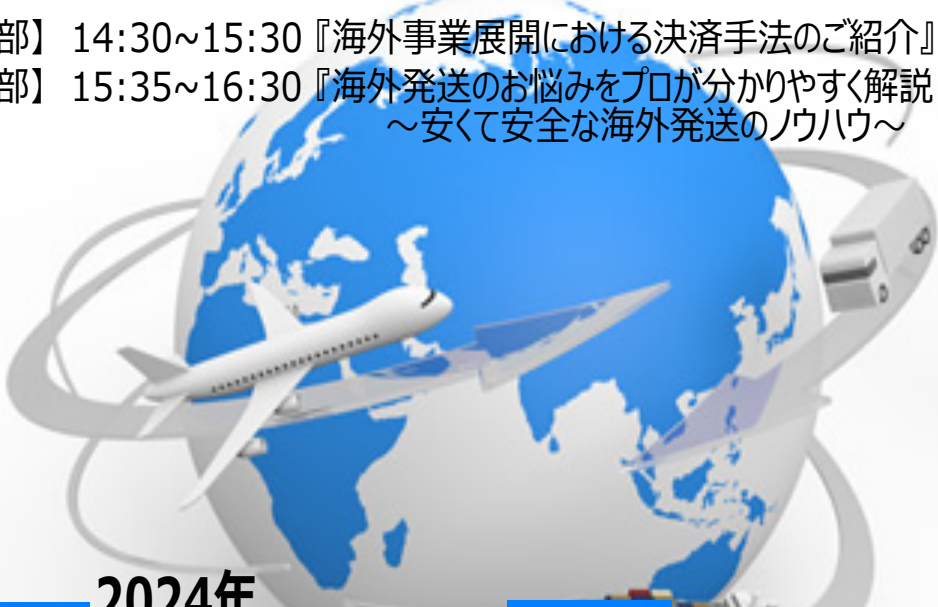 部】 14:30~15:30『海外事業展開における決済手法のご紹介』
部】 15:35~16:30『海外発送のお悩みをプロが分かりやすく解説
～安くて安全な海外発送のノウハウ～
2024年